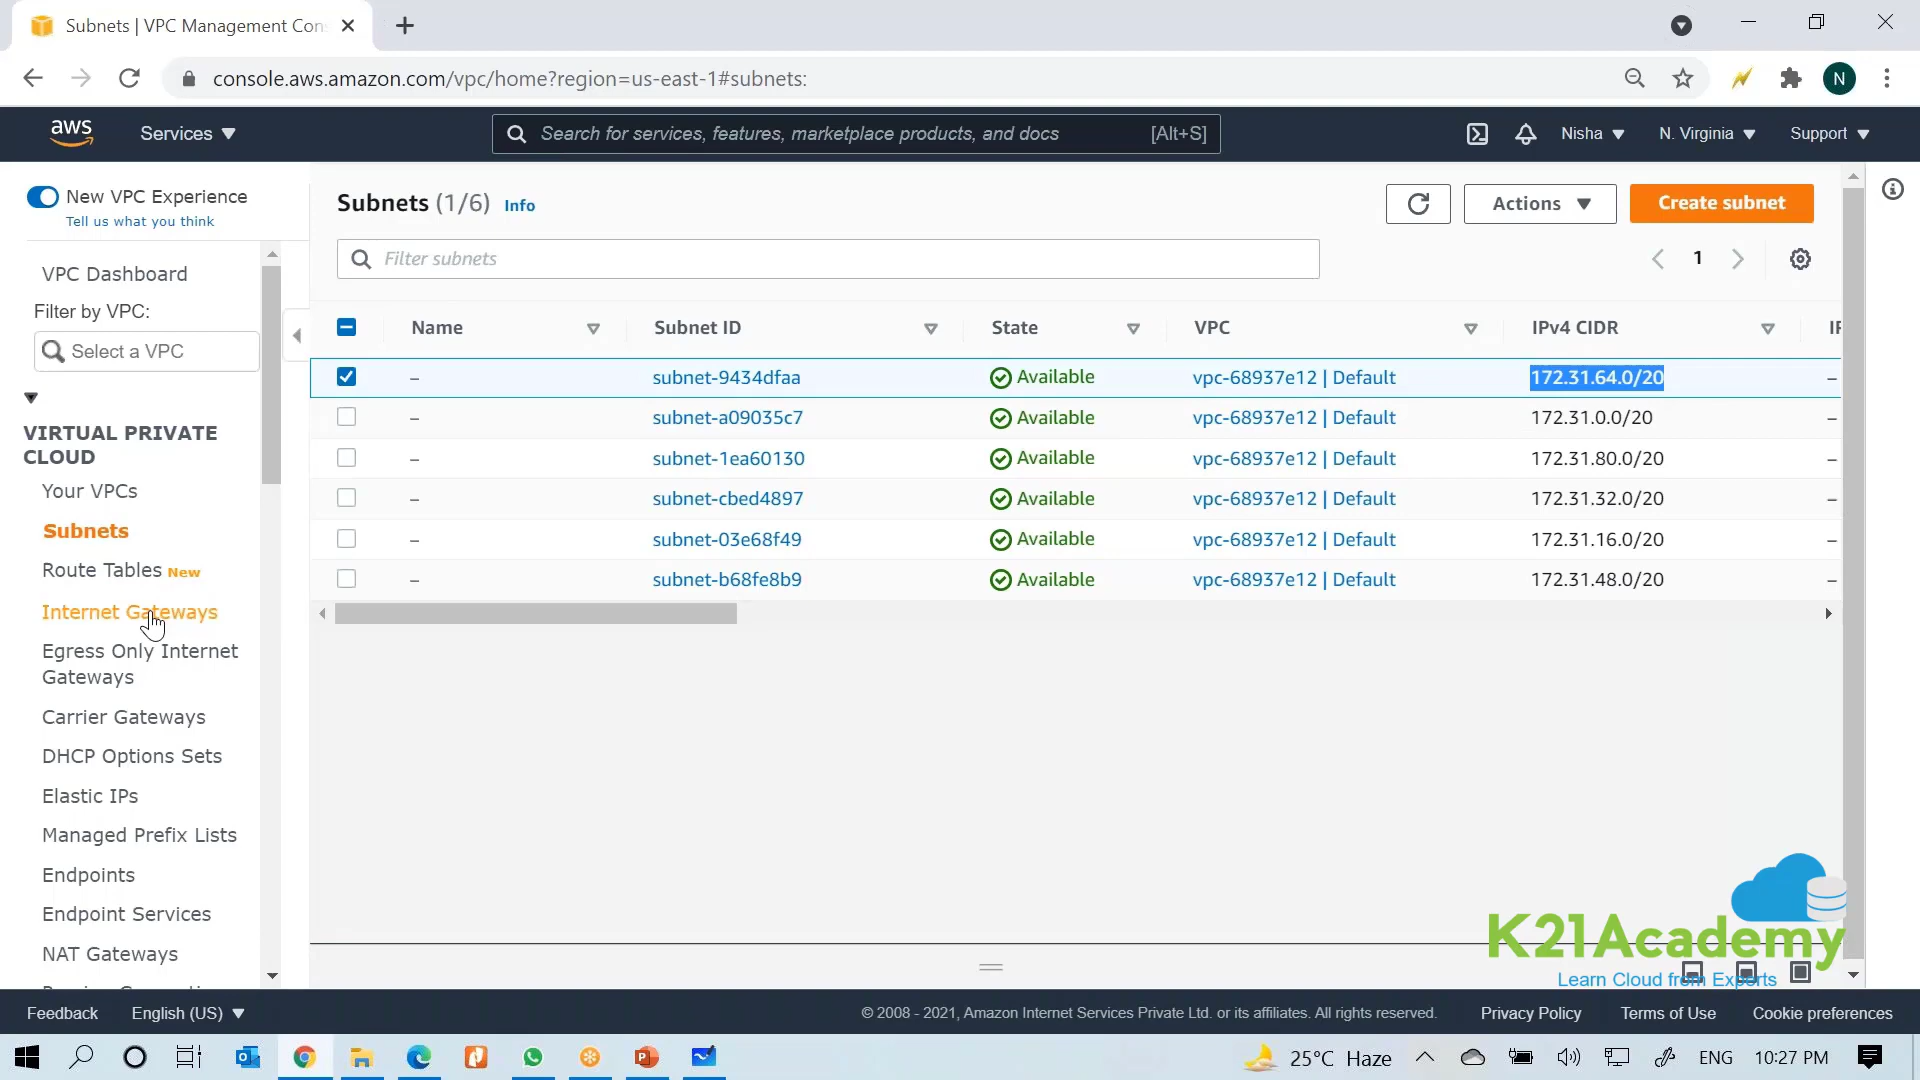 Subnets | VPC Management Con
console.aws.amazon.com/vpc/home?region=us-east-1#subnets:
N
aws
Services
Search for services, features, marketplace products, and docs [Alt+S]
Nisha
N. Virginia
Support
New VPC Experience
Tell us what you think
VPC Dashboard
Filter by VPC:
Select a VPC
VIRTUAL PRIVATE
CLOUD
Your VPCs
Subnets
Route Tables New
Internet Gateways
Egress Only Internet
Gateways
Carrier Gateways
DHCP Options Sets
Elastic IPs
Managed Prefix Lists
Endpoints
Endpoint Services
NAT Gateways
Subnets (1/6) Info
Actions
Create subnet
Filter subnets
1
Name Subnet ID State VPC IPv4 CIDR
– subnet-9434dfaa Available vpc-68937e12 | Default 172.31.64.0/20 –
– subnet-a09035c7 Available vpc-68937e12 | Default 172.31.0.0/20 –
– subnet-1ea60130 Available vpc-68937e12 | Default 172.31.80.0/20 –
– subnet-cbed4897 Available vpc-68937e12 | Default 172.31.32.0/20 –
– subnet-03e68f49 Available vpc-68937e12 | Default 172.31.16.0/20 –
– subnet-b68fe8b9 Available vpc-68937e12 | Default 172.31.48.0/20 –
K21Academy
Learn Cloud from Experts
Feedback
English (US)
© 2008 - 2021, Amazon Internet Services Private Ltd. or its affiliates. All rights reserved.
Privacy Policy
Terms of Use
Cookie preferences
25°C Haze
ENG
10:27 PM